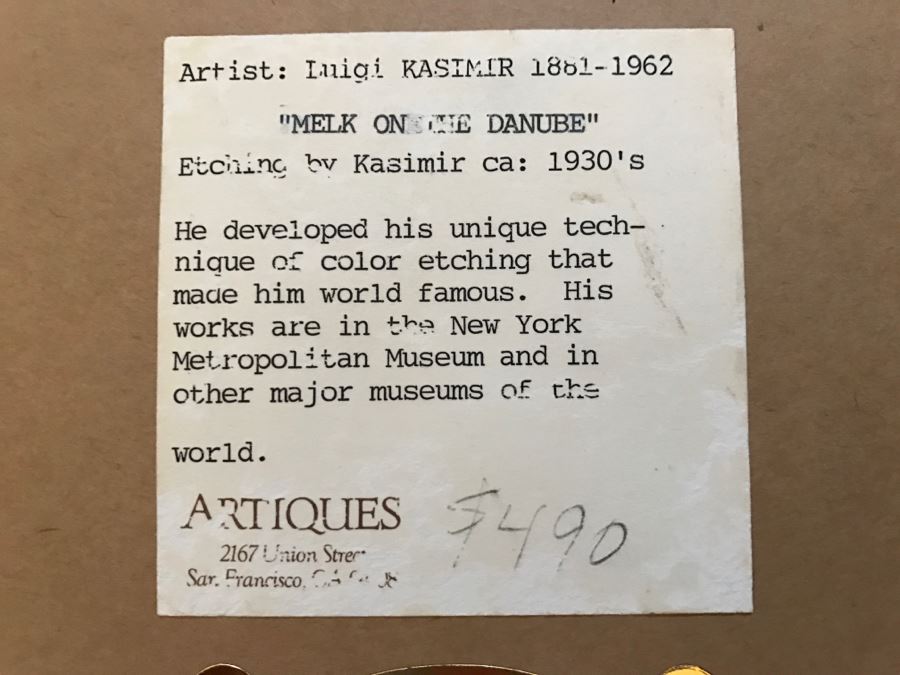 Artist: Luigi KASIMIR 1881-1962
"MELK ON THE DANUBE"
Etching by Kasimir ca: 1930's
He developed his unique tech-
nique of color etching that
made him world famous. His
works are in the New York
Metropolitan Museum and in
other major museums of the
world.
ARTIQUES
$490
2167 Union Street
San Francisco, CA